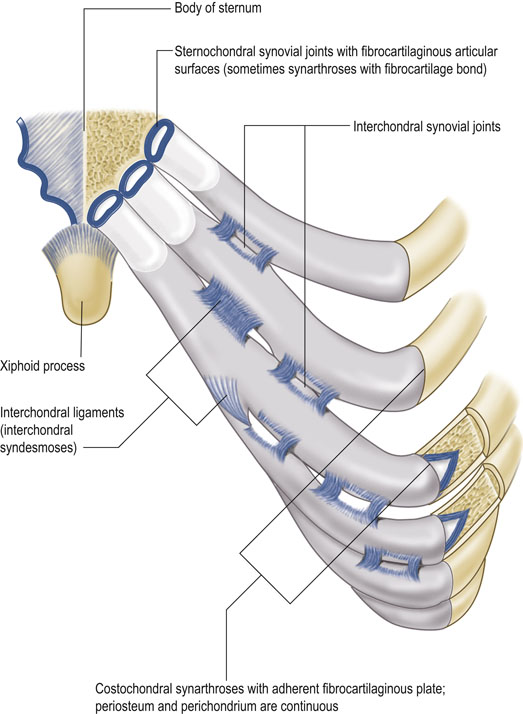 Body of sternum
Sternochondral synovial joints with fibrocartilaginous articular
surfaces (sometimes synarthroses with fibrocartilage bond)
Interchondral synovial joints
Xiphoid process
Interchondral ligaments
(interchondral
syndesmoses)
Costochondral synarthroses with adherent fibrocartilaginous plate;
periosteum and perichondrium are continuous